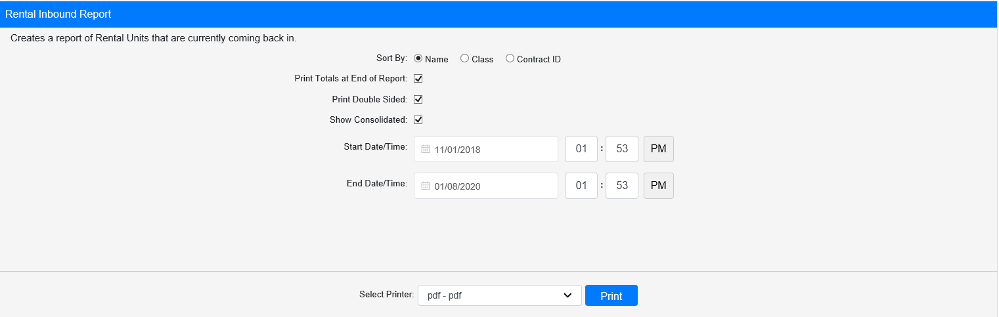 Rental Inbound Report
Creates a report of Rental Units that are currently coming back in.
Sort By: Name Class Contract ID
Print Totals at End of Report:
Print Double Sided:
Show Consolidated:
Start Date/Time: 11/01/2018 01 : 53 PM
End Date/Time: 01/08/2020 01 : 53 PM
Select Printer: pdf - pdf Print